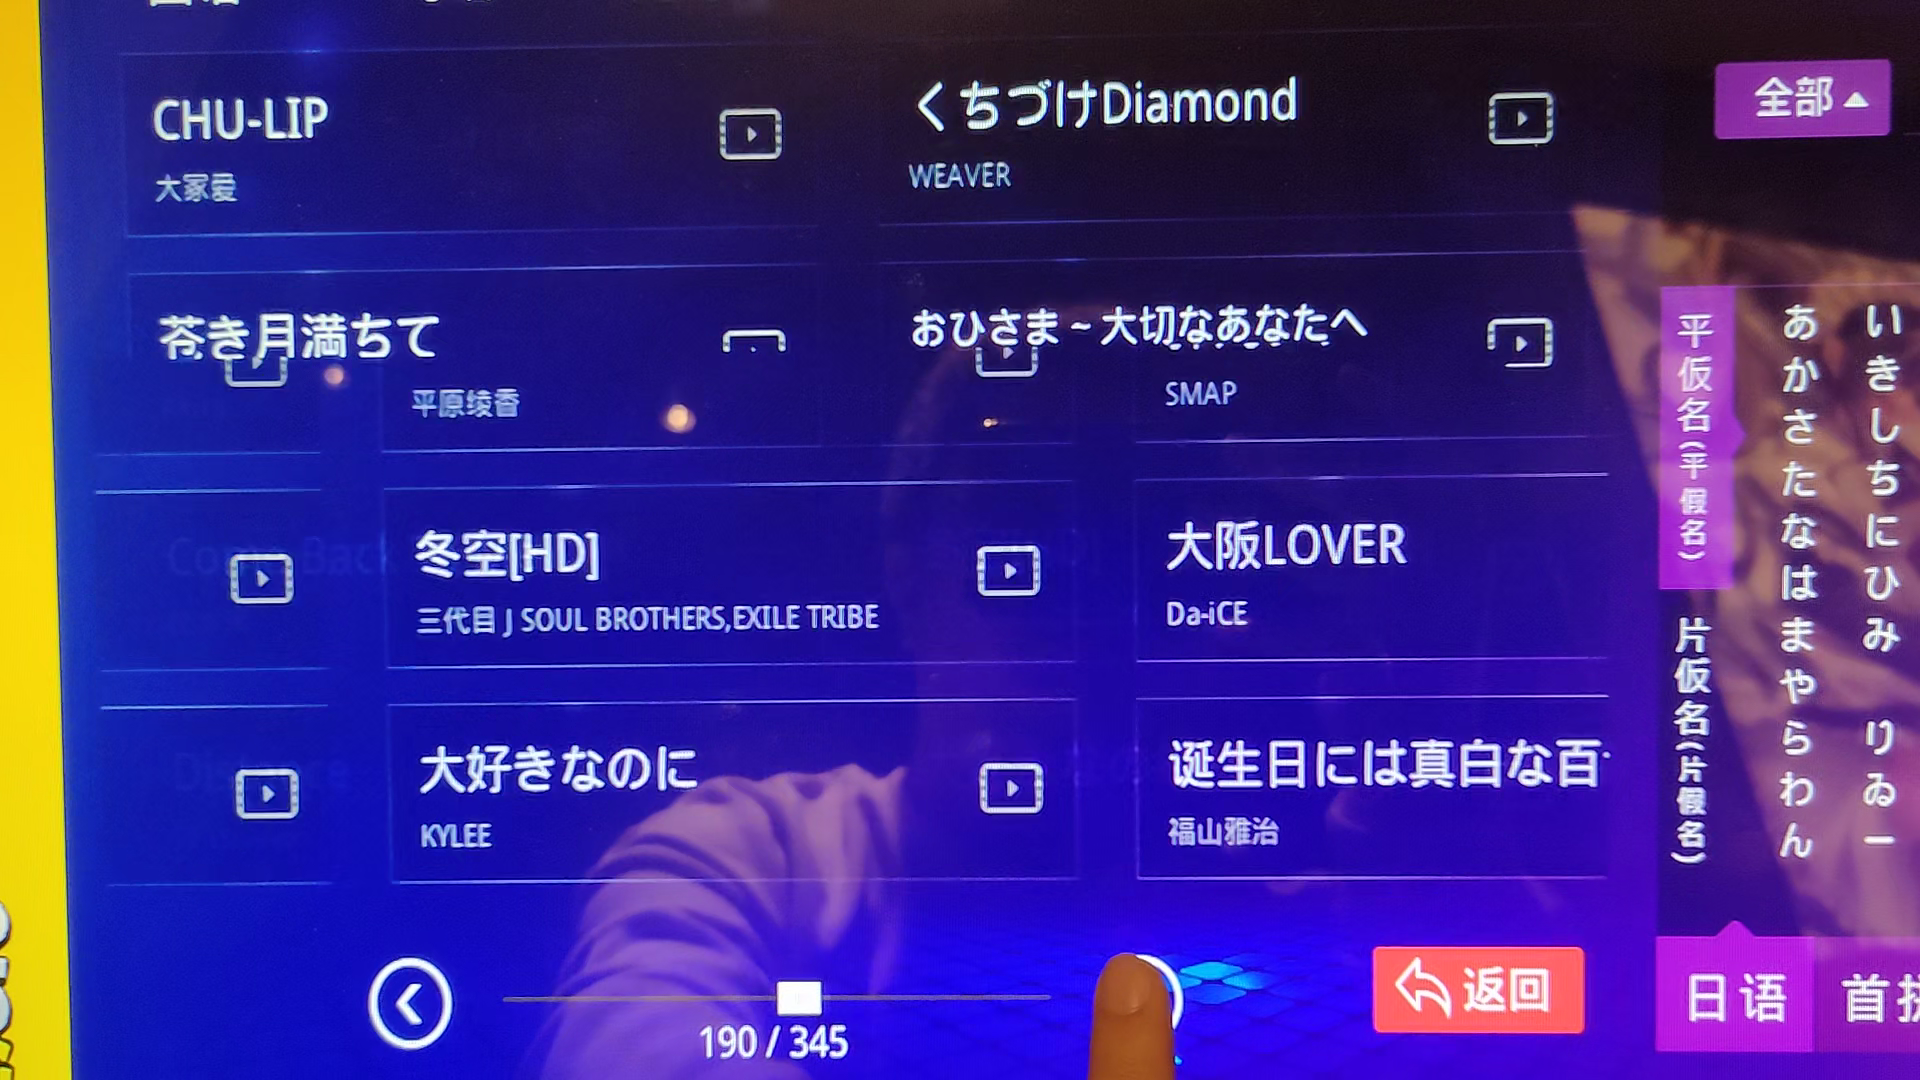 CHU-LIP
大冢爱
くちづけDiamond
WEAVER
苍き月満ちて
平原绫香
おひさま~大切なあなたへ
SMAP
冬空[HD]
三代目 J SOUL BROTHERS,EXILE TRIBE
大阪LOVER
Da-iCE
大好きなのに
KYLEE
诞生日には真白な百
福山雅治
190 / 345
返回
全部
平仮名(平假名)
片仮名(片假名)
あかさたなはまやらわん
いきしちにひみ りゐー
日语
首